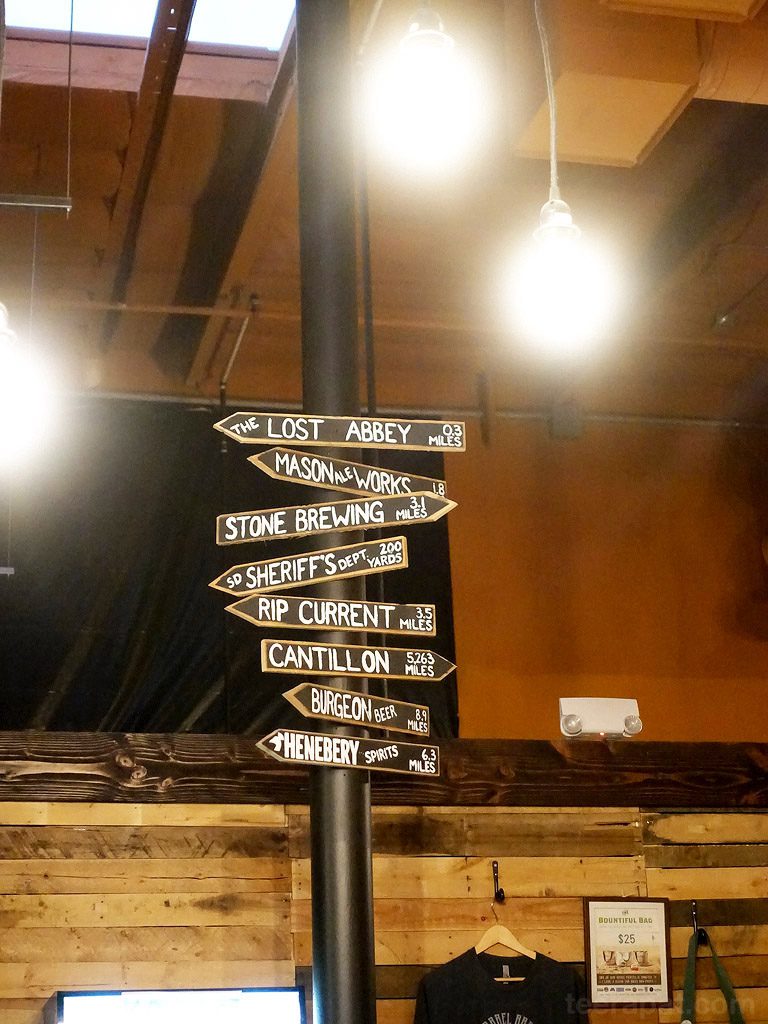 THE LOST ABBEY 0.3 MILES
MASON ALE WORKS 1.8
STONE BREWING 3.1 MILES
SD SHERIFF'S DEPT. 200 YARDS
RIP CURRENT 3.5 MILES
CANTILLON 5,263 MILES
BURGEON BEER 8.9 MILES
HENEBERY SPIRITS 6.3 MILES
BOUNTIFUL BAG
$25